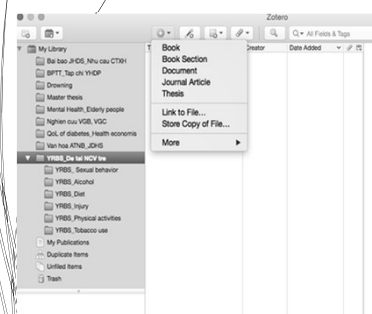 Zotero
All Fields & Tags
My Library
Bai bao JHDS_Nhu cau CTXH
BPTT_Tap chi YHDP
Drowning
Master thesis
Mental Health_Elderly people
Nghien cuu VGB, VGC
QoL of diabetes_Health economis
Van hoa ATNB_JDHS
YRBS_De tai NCV tre
YRBS_ Sexual behavior
YRBS_Alcohol
YRBS_Diet
YRBS_Injury
YRBS_Physical activities
YRBS_Tobacco use
My Publications
Duplicate Items
Unfiled Items
Trash
T
Creator
Date Added
Book
Book Section
Document
Journal Article
Thesis
Link to File...
Store Copy of File...
More